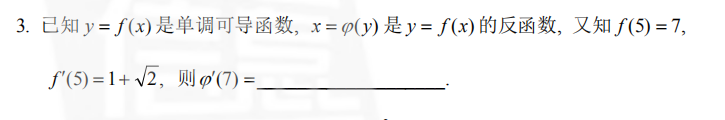 3. 已知 y = f(x) 是单调可导函数, x = φ(y) 是 y = f(x) 的反函数, 又知 f(5) = 7,
f′(5) = 1 + √2, 则 φ′(7) = ____________________.